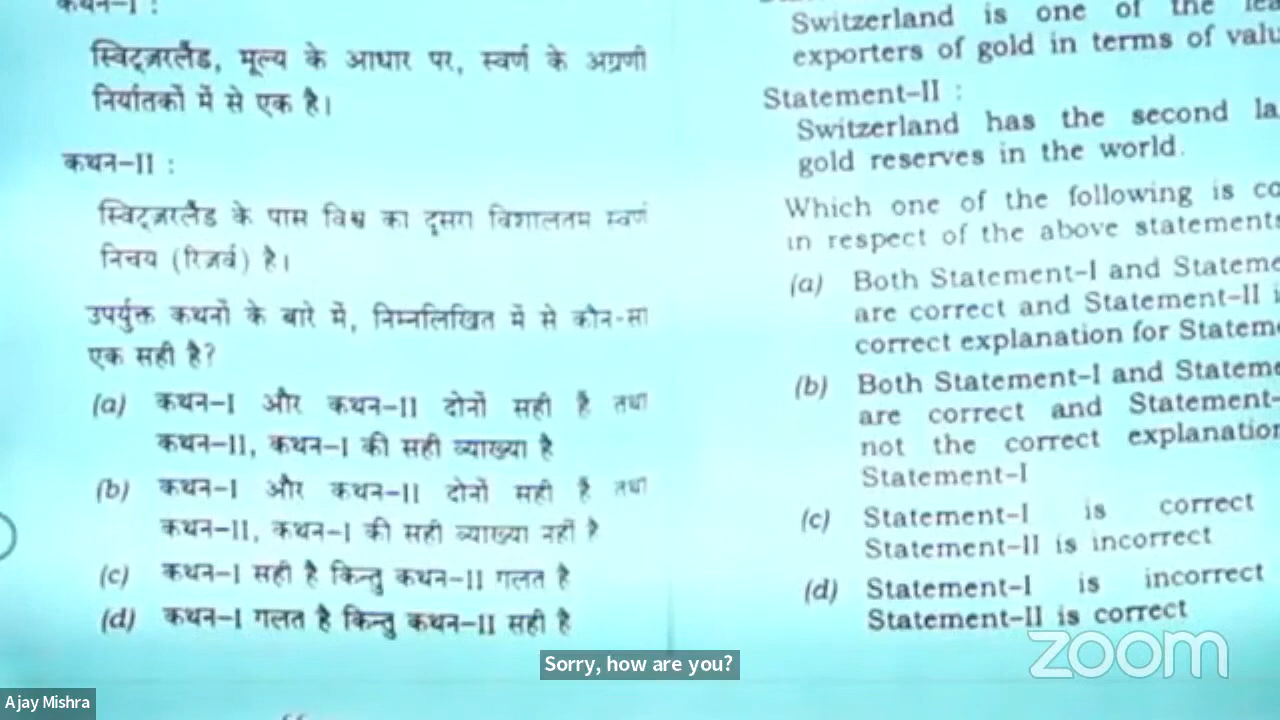 कथन-I :
स्विट्ज़रलैंड, मूल्य के आधार पर, स्वर्ण के अग्रणी
निर्यातकों में से एक है।
कथन-II :
स्विट्ज़रलैंड के पास विश्व का दूसरा विशालतम स्वर्ण
निचय (रिज़र्व) है।
उपर्युक्त कथनों के बारे में, निम्नलिखित में से कौन-सा
एक सही है?
(a) कथन-I और कथन-II दोनों सही हैं तथा
कथन-II, कथन-I की सही व्याख्या है
(b) कथन-I और कथन-II दोनों सही हैं तथा
कथन-II, कथन-I की सही व्याख्या नहीं है
(c) कथन-I सही है किन्तु कथन-II गलत है
(d) कथन-I गलत है किन्तु कथन-II सही है
Switzerland is one of the
exporters of gold in terms of
Statement-II :
Switzerland has the second
gold reserves in the world.
Which one of the following is
in respect of the above
(a) Both Statement-I and
are correct and Statement-II
correct explanation for
(b) Both Statement-I and
are correct and
not the correct
Statement-I
(c) Statement-I is correct
Statement-II is incorrect
(d) Statement-I is incorrect
Statement-II is correct
zoom
Sorry, how are you?
Ajay Mishra